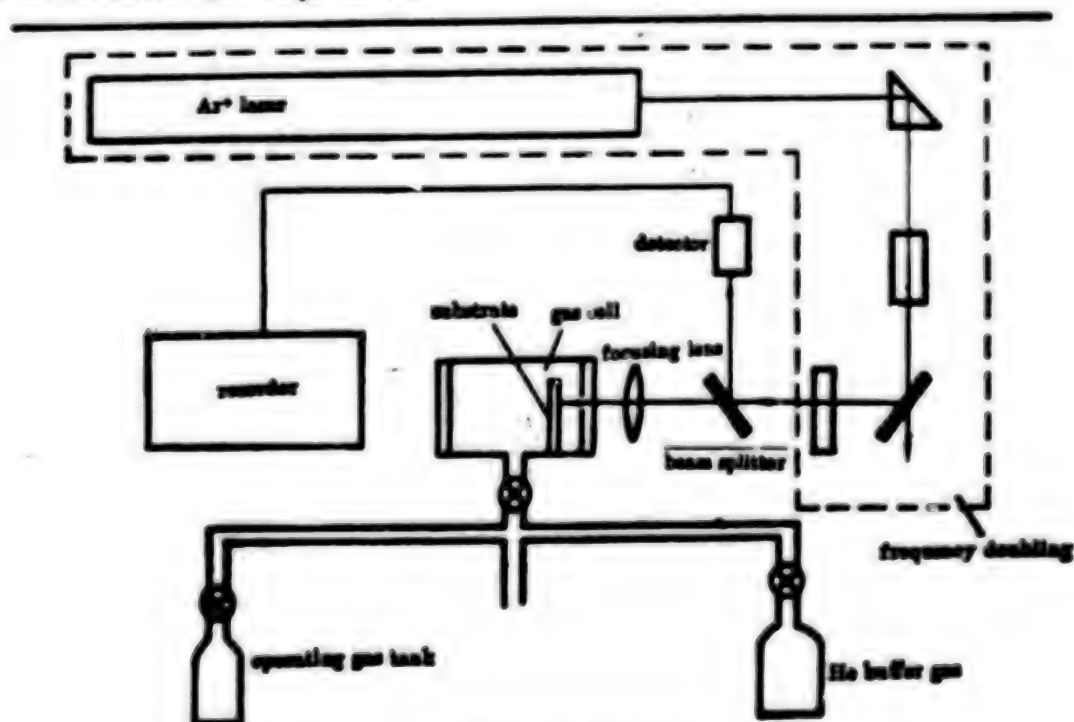 Ar⁺ laser
detector
substrate
gas cell
focusing lens
recorder
beam splitter
frequency doubling
operating gas tank
He buffer gas